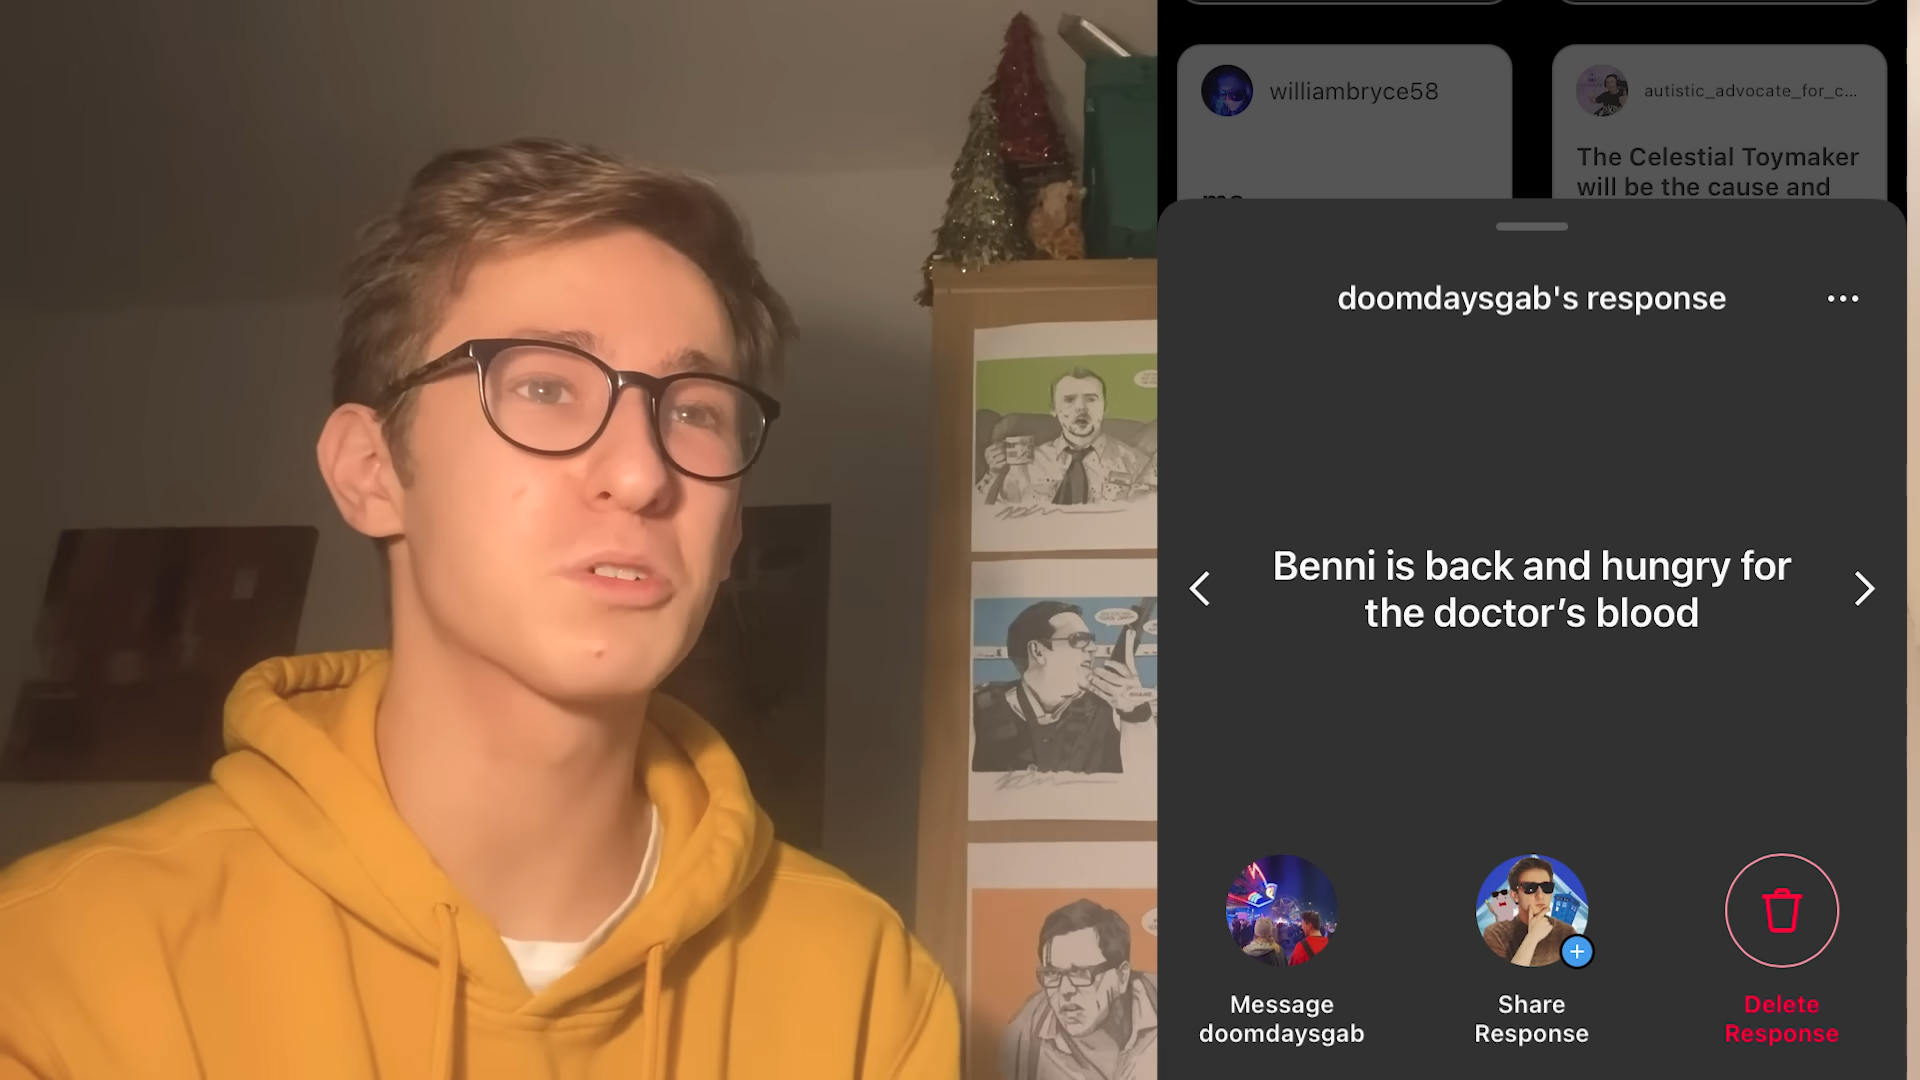 williambryce58
autistic_advocate_for_c...
The Celestial Toymaker
will be the cause and
doomdaysgab's response
Benni is back and hungry for
the doctor’s blood
Message
doomdaysgab
Share
Response
Delete
Response